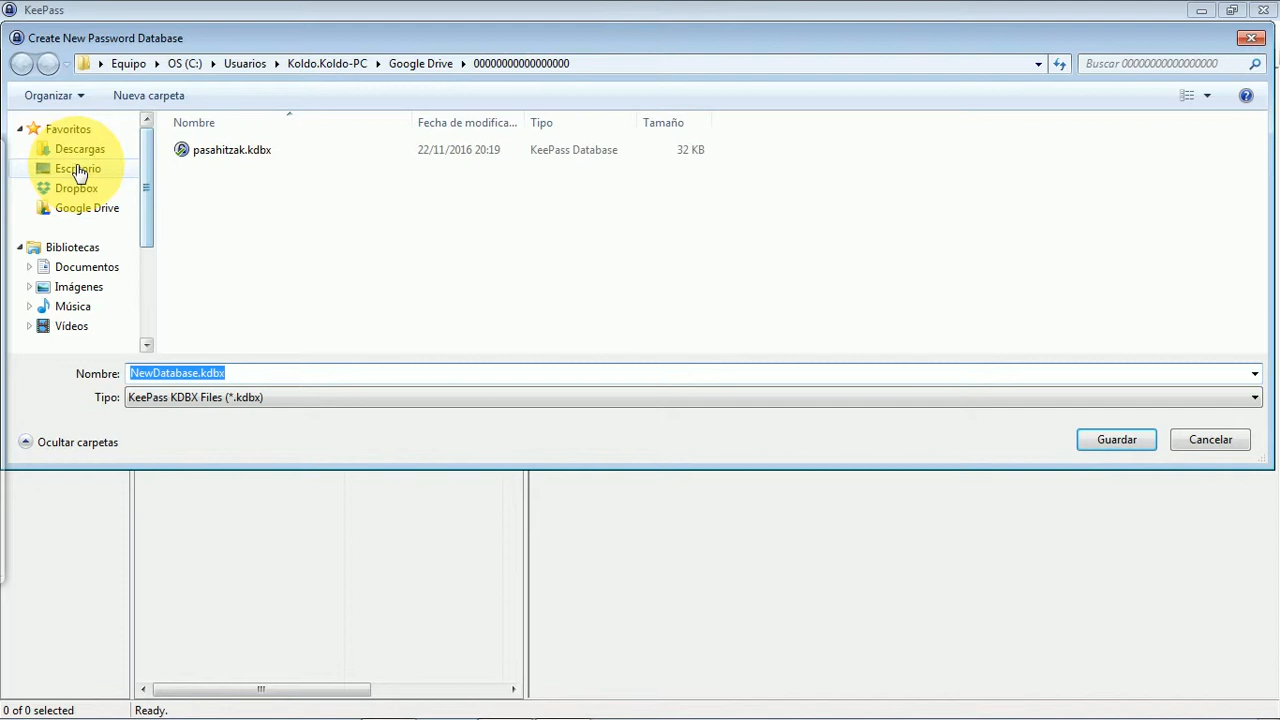 KeePass
Create New Password Database
Equipo OS (C:) Usuarios Koldo.Koldo-PC Google Drive 00000000000000000
Buscar 00000000000000000
Organizar Nueva carpeta
Nombre Fecha de modifica... Tipo Tamaño
pasahitzak.kdbx 22/11/2016 20:19 KeePass Database 32 KB
Favoritos
Descargas
Escritorio
Dropbox
Google Drive
Bibliotecas
Documentos
Imágenes
Música
Vídeos
Nombre: NewDatabase.kdbx
Tipo: KeePass KDBX Files (*.kdbx)
Ocultar carpetas
Guardar Cancelar
0 of 0 selected Ready.